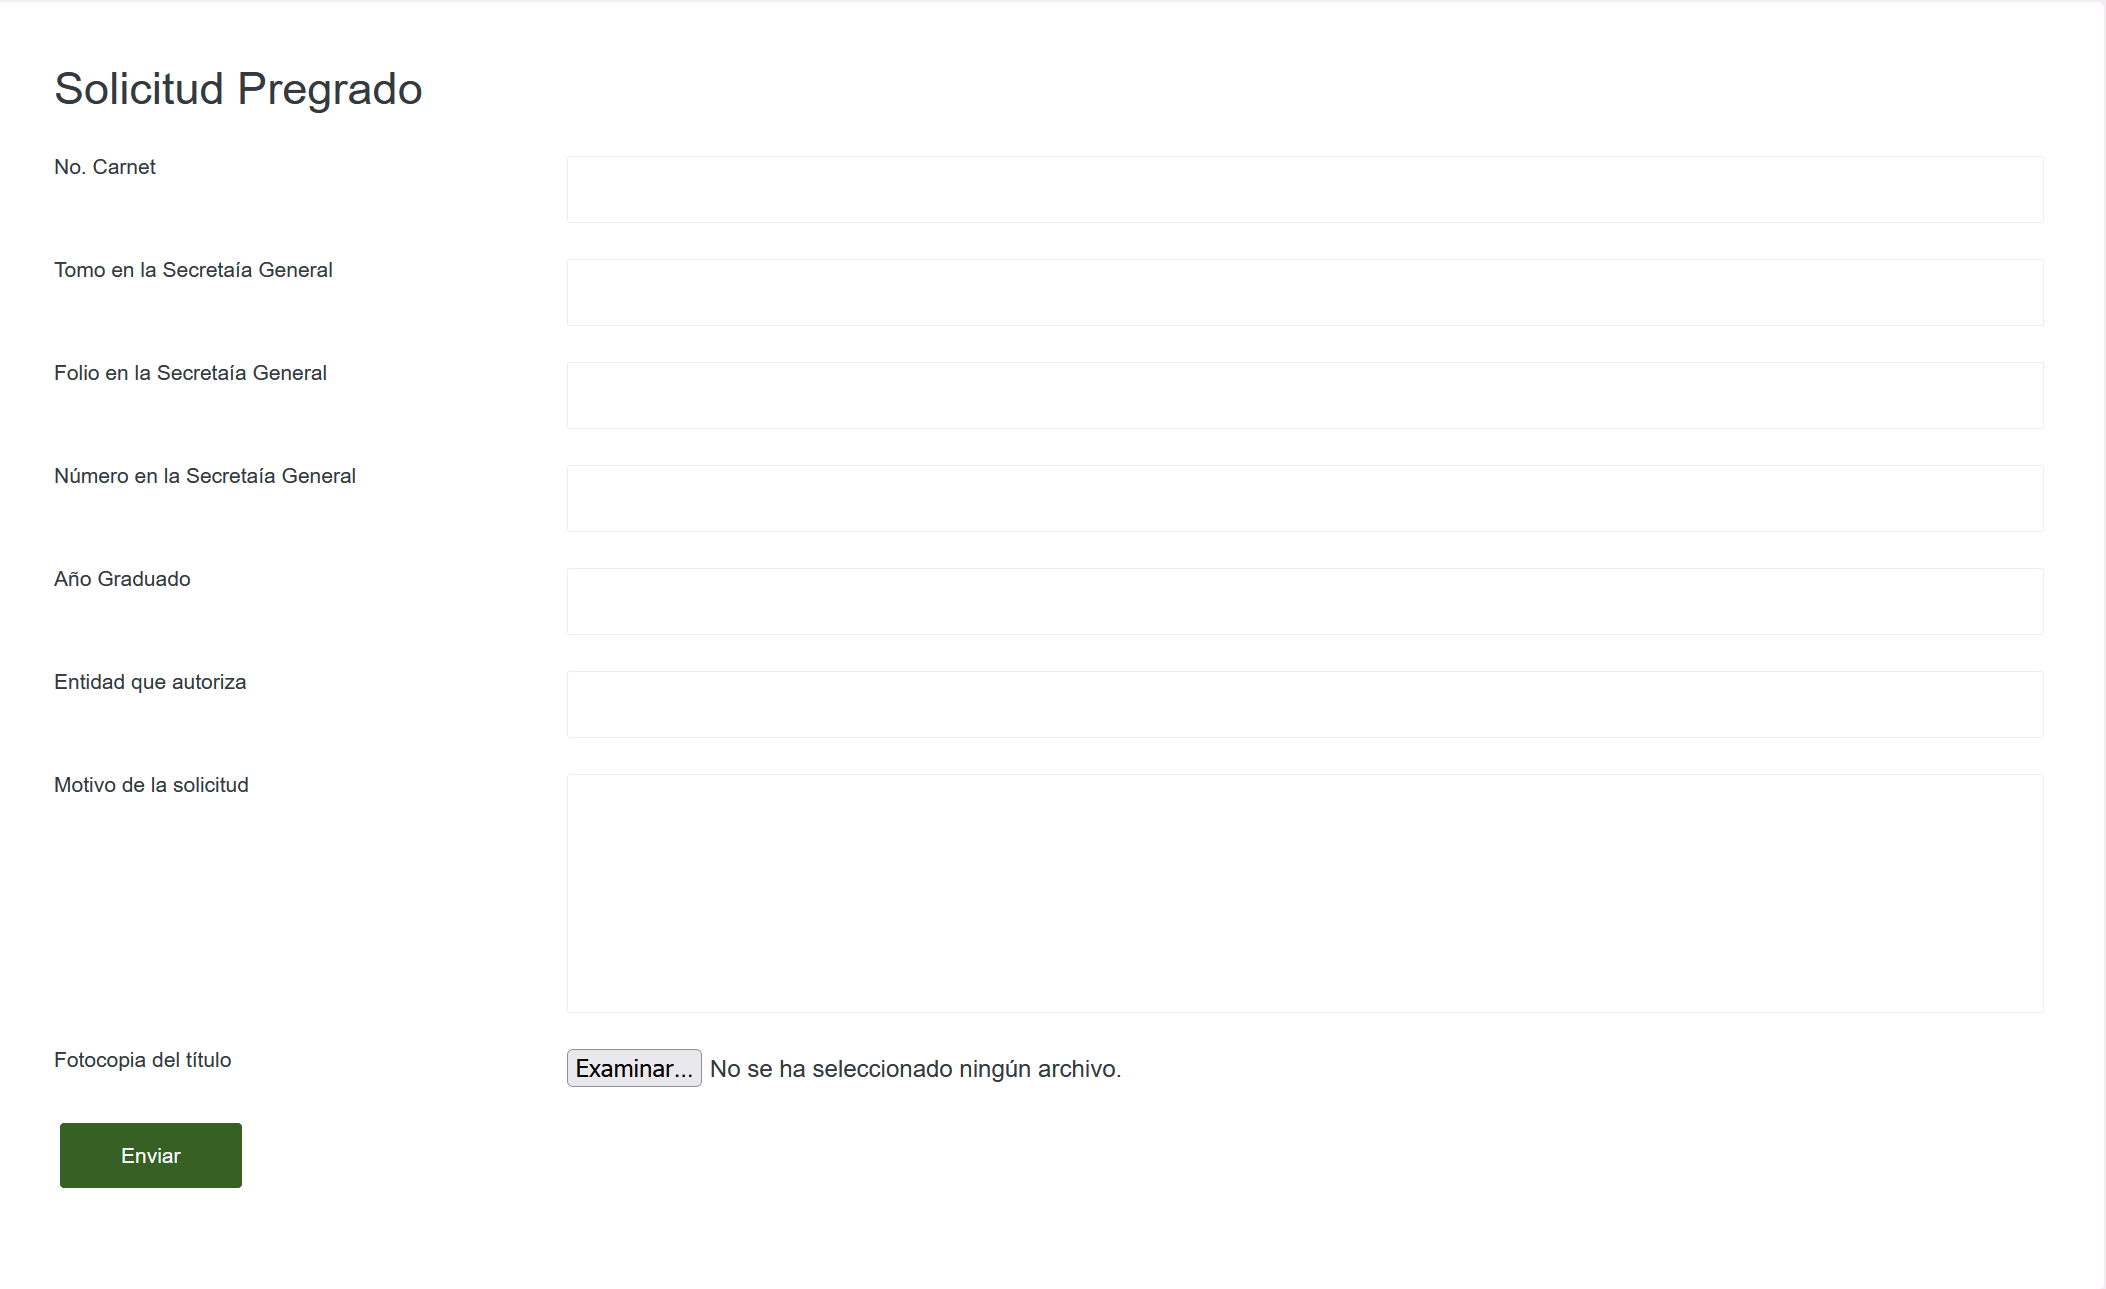 Solicitud Pregrado
No. Carnet
Tomo en la Secretaía General
Folio en la Secretaía General
Número en la Secretaía General
Año Graduado
Entidad que autoriza
Motivo de la solicitud
Fotocopia del título
Examinar... No se ha seleccionado ningún archivo.
Enviar